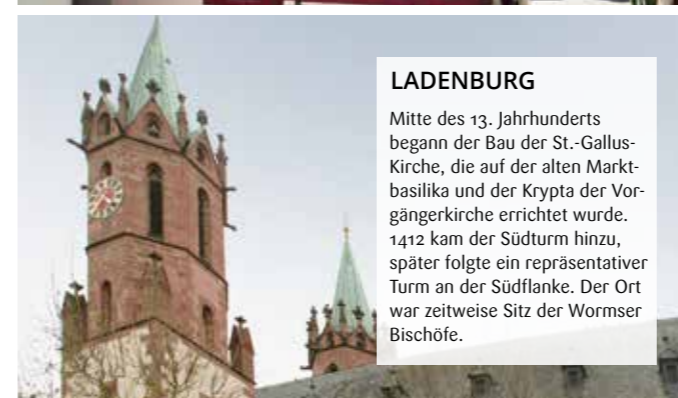 LADENBURG
Mitte des 13. Jahrhunderts
begann der Bau der St.-Gallus-
Kirche, die auf der alten Markt-
basilika und der Krypta der Vor-
gängerkirche errichtet wurde.
1412 kam der Südturm hinzu,
später folgte ein repräsentativer
Turm an der Südflanke. Der Ort
war zeitweise Sitz der Wormser
Bischöfe.